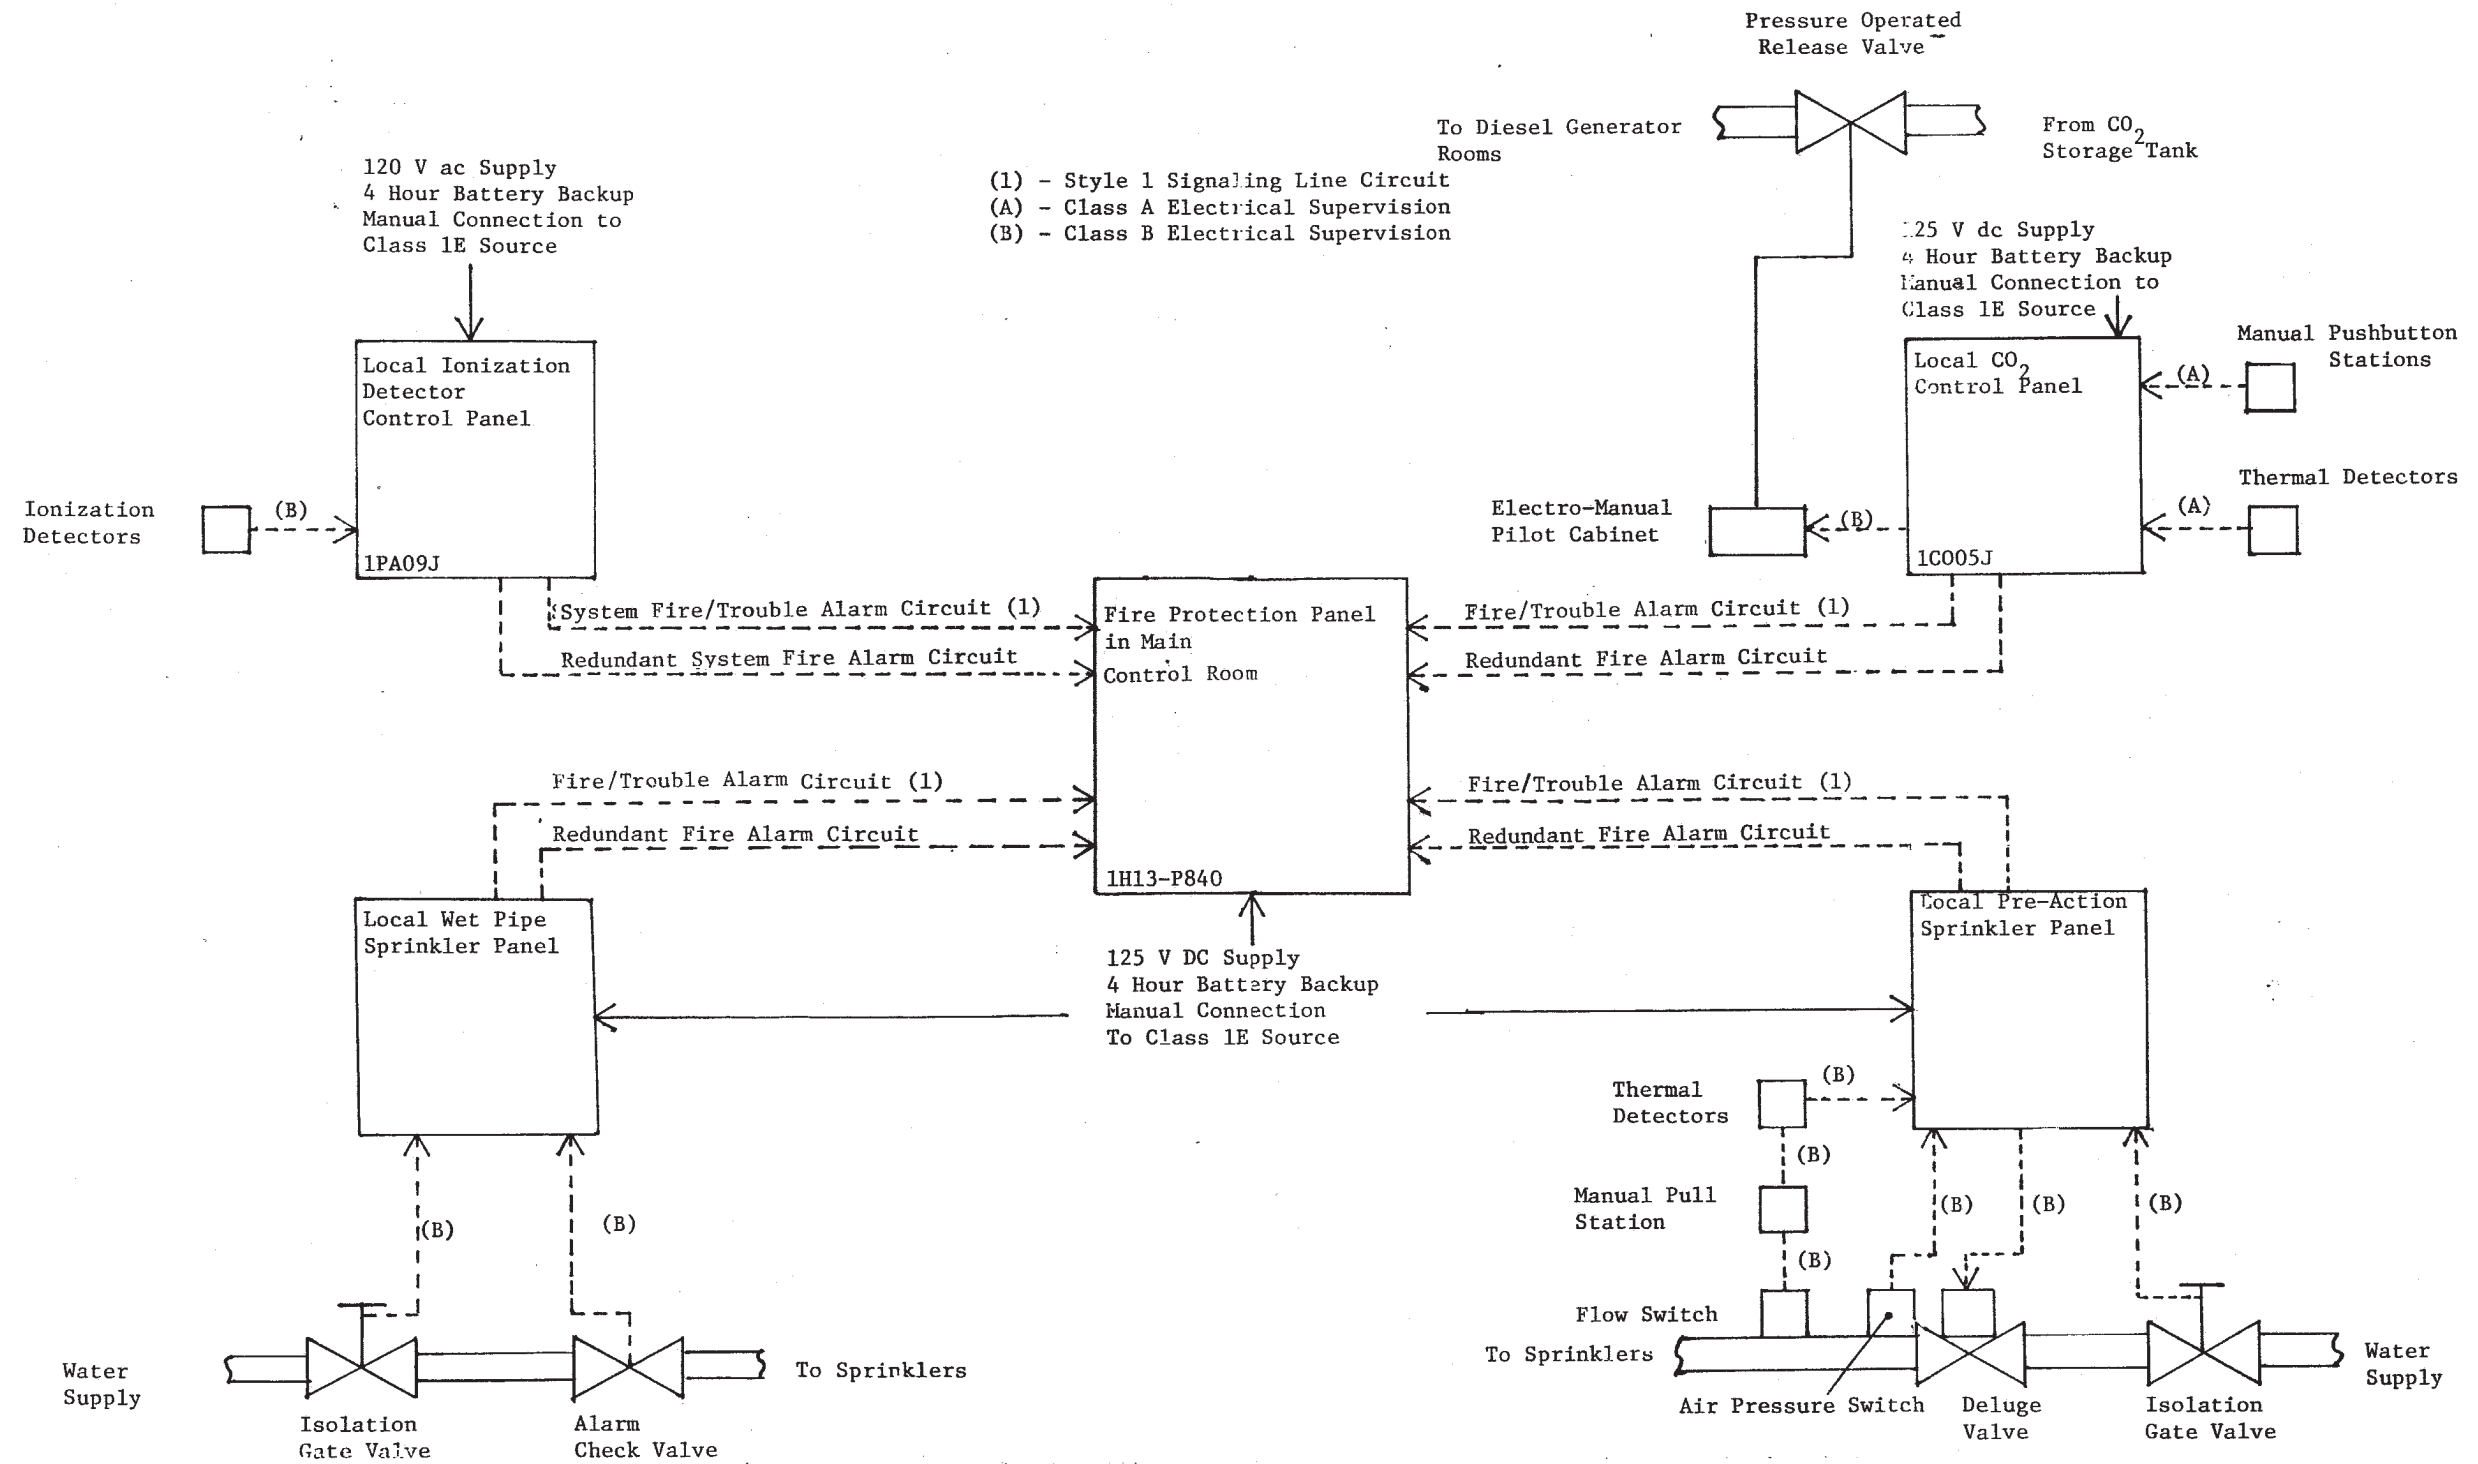 Pressure Operated
Release Valve
To Diesel Generator
Rooms
From CO2
Storage Tank
120 V ac Supply
4 Hour Battery Backup
Manual Connection to
Class 1E Source
(1) - Style 1 Signaling Line Circuit
(A) - Class A Electrical Supervision
(B) - Class B Electrical Supervision
125 V dc Supply
4 Hour Battery Backup
Manual Connection to
Class 1E Source
Manual Pushbutton
Stations
Local Ionization
Detector
Control Panel
1PA09J
Ionization
Detectors
(B)
Local CO2
Control Panel
1CO05J
(A)
Thermal Detectors
(A)
Electro-Manual
Pilot Cabinet
(B)
System Fire/Trouble Alarm Circuit (1)
Redundant System Fire Alarm Circuit
Fire Protection Panel
in Main
Control Room
1H13-P840
Fire/Trouble Alarm Circuit (1)
Redundant Fire Alarm Circuit
Fire/Trouble Alarm Circuit (1)
Redundant Fire Alarm Circuit
Fire/Trouble Alarm Circuit (1)
Redundant Fire Alarm Circuit
Local Wet Pipe
Sprinkler Panel
125 V DC Supply
4 Hour Battery Backup
Manual Connection
To Class 1E Source
Local Pre-Action
Sprinkler Panel
Thermal
Detectors
(B)
(B)
Manual Pull
Station
(B)
(B)
(B)
(B)
(B)
(B)
Flow Switch
Water
Supply
To Sprinklers
Isolation
Gate Valve
Alarm
Check Valve
To Sprinklers
Air Pressure Switch
Deluge
Valve
Isolation
Gate Valve
Water
Supply